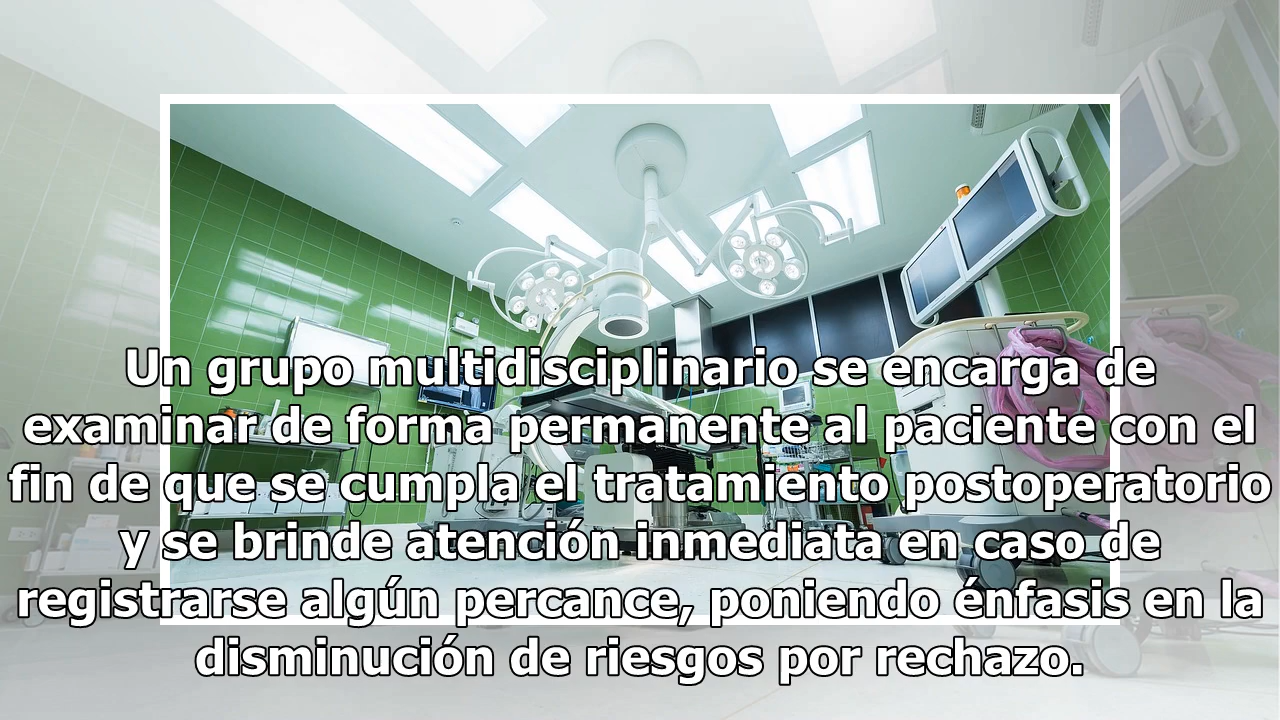 Un grupo multidisciplinario se encarga de
examinar de forma permanente al paciente con el
fin de que se cumpla el tratamiento postoperatorio
y se brinde atención inmediata en caso de
registrarse algún percance, poniendo énfasis en la
disminución de riesgos por rechazo.